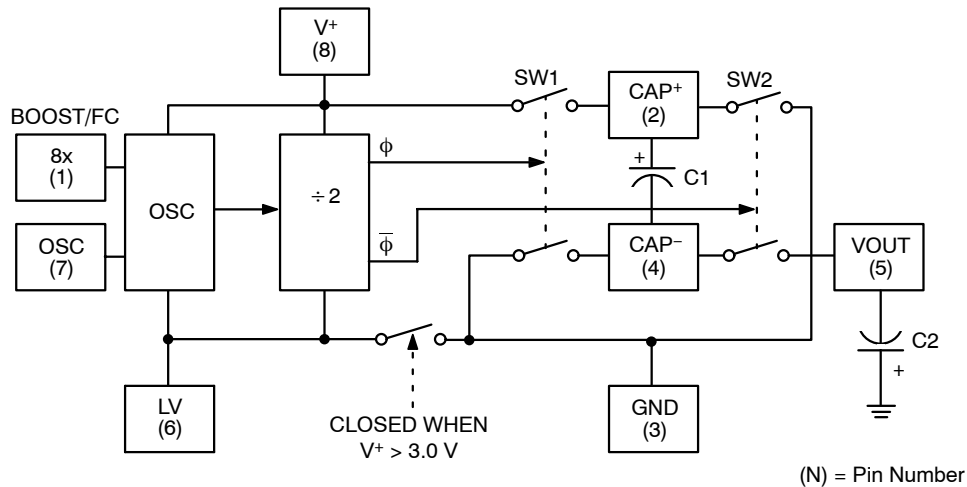 V+
(8)
SW1
CAP+
(2)
SW2
BOOST/FC
8x
(1)
OSC
÷2
ϕ
+
C1
OSC
(7)
ϕ̅
CAP−
(4)
VOUT
(5)
C2
+
LV
(6)
CLOSED WHEN
V+ > 3.0 V
GND
(3)
(N) = Pin Number